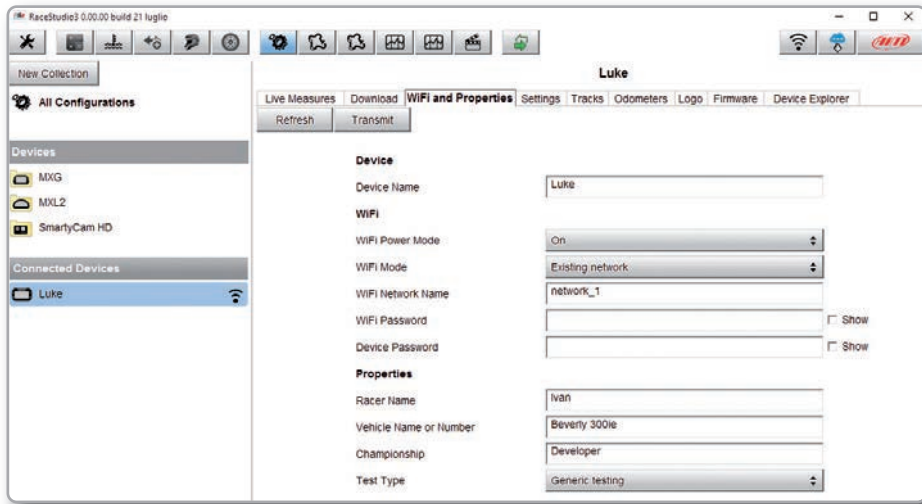 RaceStudio3 0.00.00 build 21 luglio
AiM
New Collection
All Configurations
Devices
MXG
MXL2
SmartyCam HD
Connected Devices
Luke
Luke
Live Measures Download WiFi and Properties Settings Tracks Odometers Logo Firmware Device Explorer
Refresh Transmit
Device
Device Name Luke
WiFi
WiFi Power Mode On
WiFi Mode Existing network
WiFi Network Name network_1
WiFi Password Show
Device Password Show
Properties
Racer Name Ivan
Vehicle Name or Number Beverly 300ie
Championship Developer
Test Type Generic testing